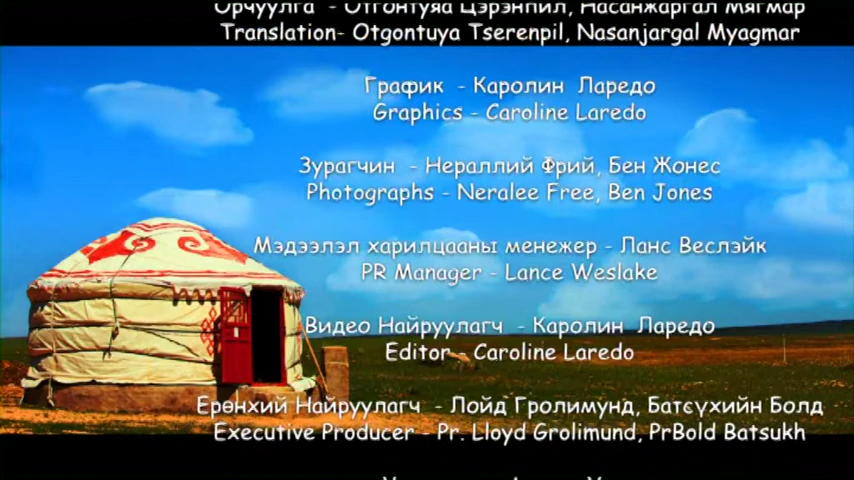 Орчуулга - Отгонтуяа Цэрэнпил, Насанжаргал Мягмар
Translation- Otgontuya Tserenpil, Nasanjargal Myagmar
График - Каролин Ларедо
Graphics - Caroline Laredo
Зурагчин - Нераллий Фрий, Бен Жонес
Photographs - Neralee Free, Ben Jones
Мэдээлэл харилцааны менежер - Ланс Веслэйк
PR Manager - Lance Weslake
Видео Найруулагч - Каролин Ларедо
Editor - Caroline Laredo
Ерөнхий Найруулагч - Лойд Гролимунд, Батсүхийн Болд
Executive Producer - Pr. Lloyd Grolimund, PrBold Batsukh